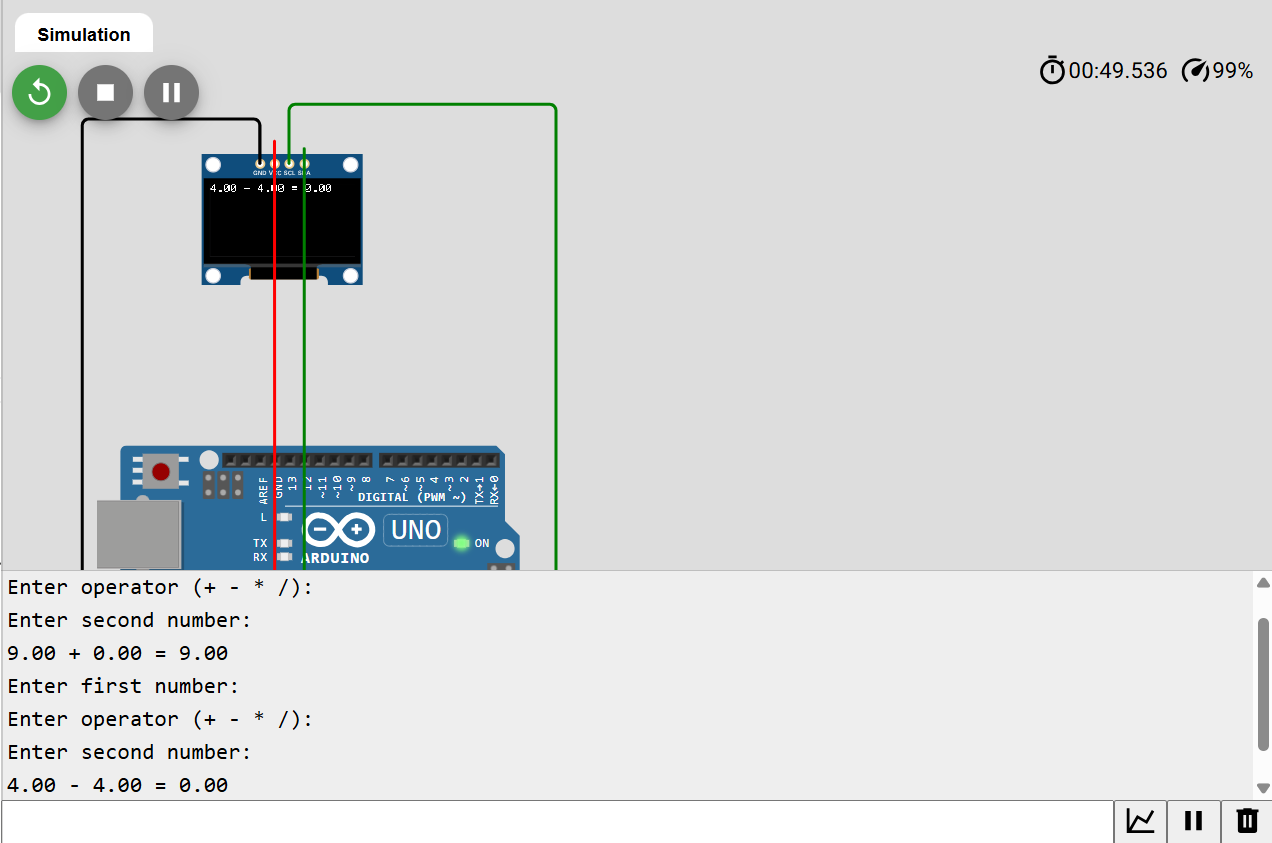 Simulation
00:49.536 99%
GND VCC SCL SDA
4.00 - 4.00 = 0.00
AREF GND 13 12 ~11 ~10 ~9 8 7 ~6 ~5 4 ~3 2 TX→1 RX←0
DIGITAL (PWM ~)
L
UNO
TX
ON
RX
ARDUINO
Enter operator (+ - * /):
Enter second number:
9.00 + 0.00 = 9.00
Enter first number:
Enter operator (+ - * /):
Enter second number:
4.00 - 4.00 = 0.00